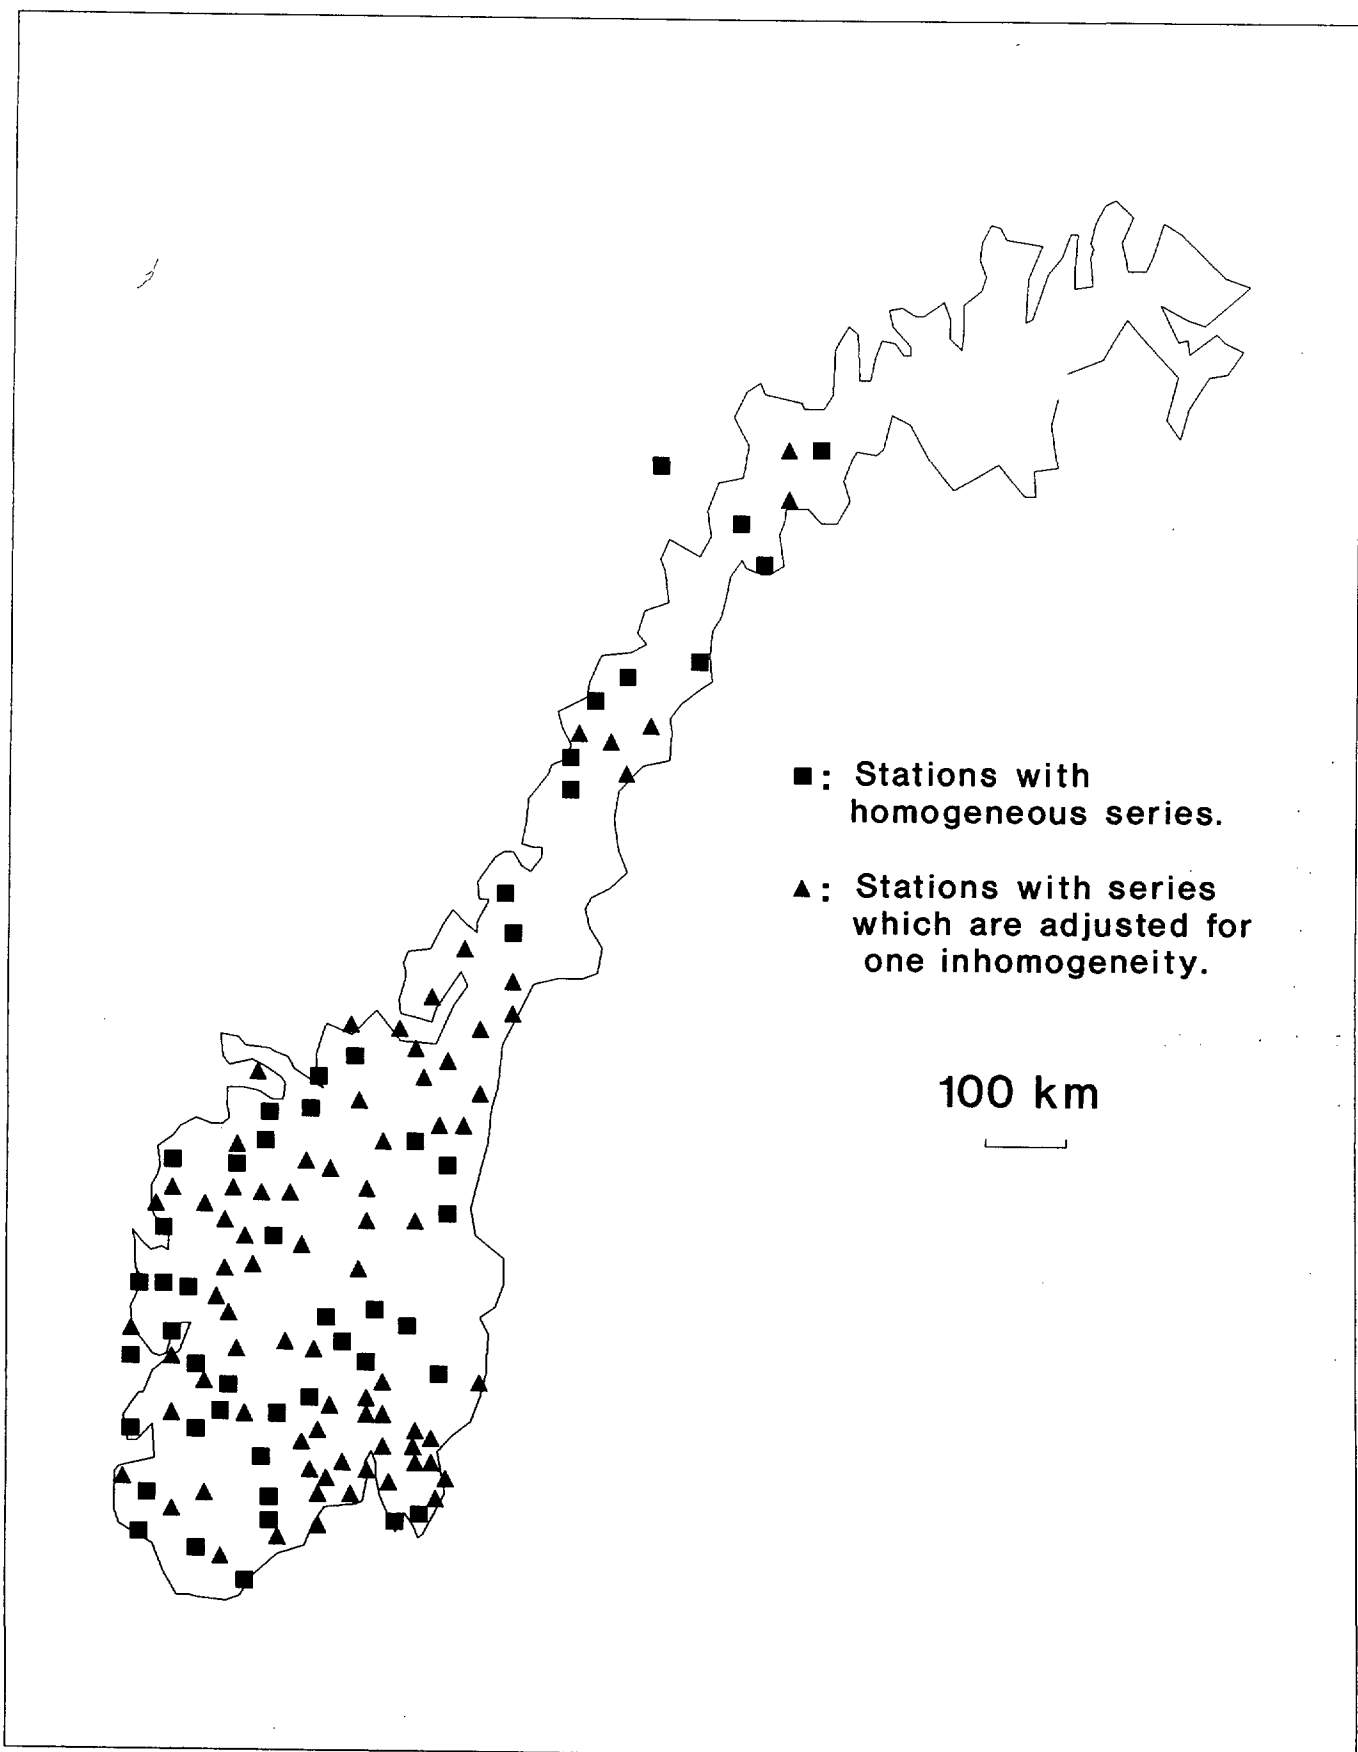 ■: Stations with
homogeneous series.
▲: Stations with series
which are adjusted for
one inhomogeneity.
100 km